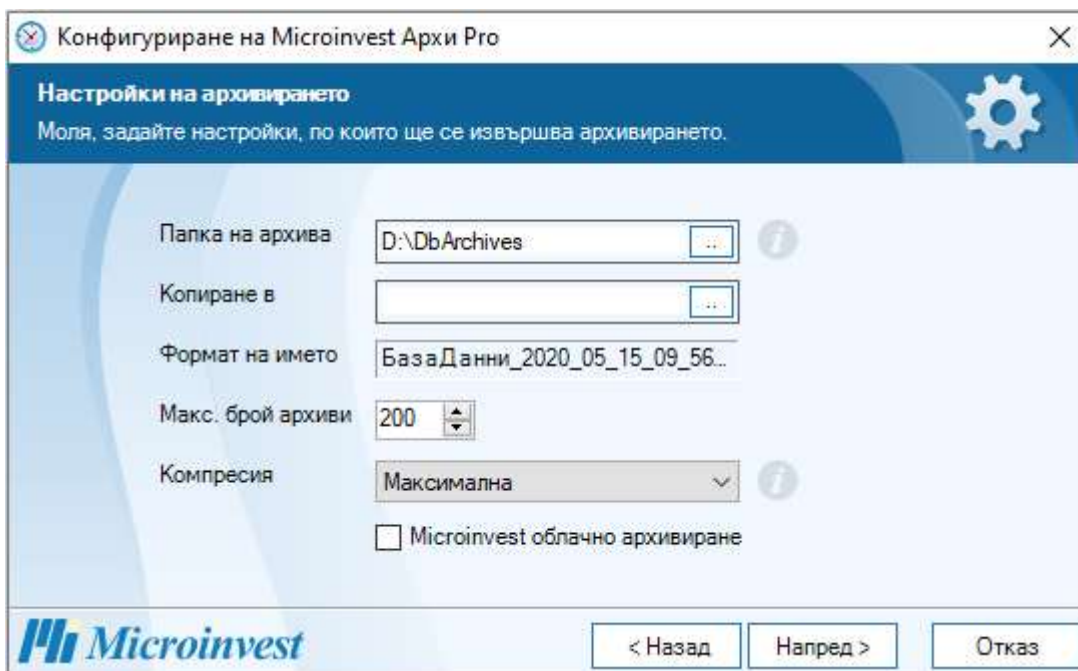 Конфигуриране на Microinvest Архи Pro
Настройки на архивирането
Моля, задайте настройки, по които ще се извършва архивирането.
Папка на архива D:\DbArchives ..
Копиране в ..
Формат на името БазаДанни_2020_05_15_09_56...
Макс. брой архиви 200
Компресия Максимална
Microinvest облачно архивиране
Microinvest < Назад Напред > Отказ